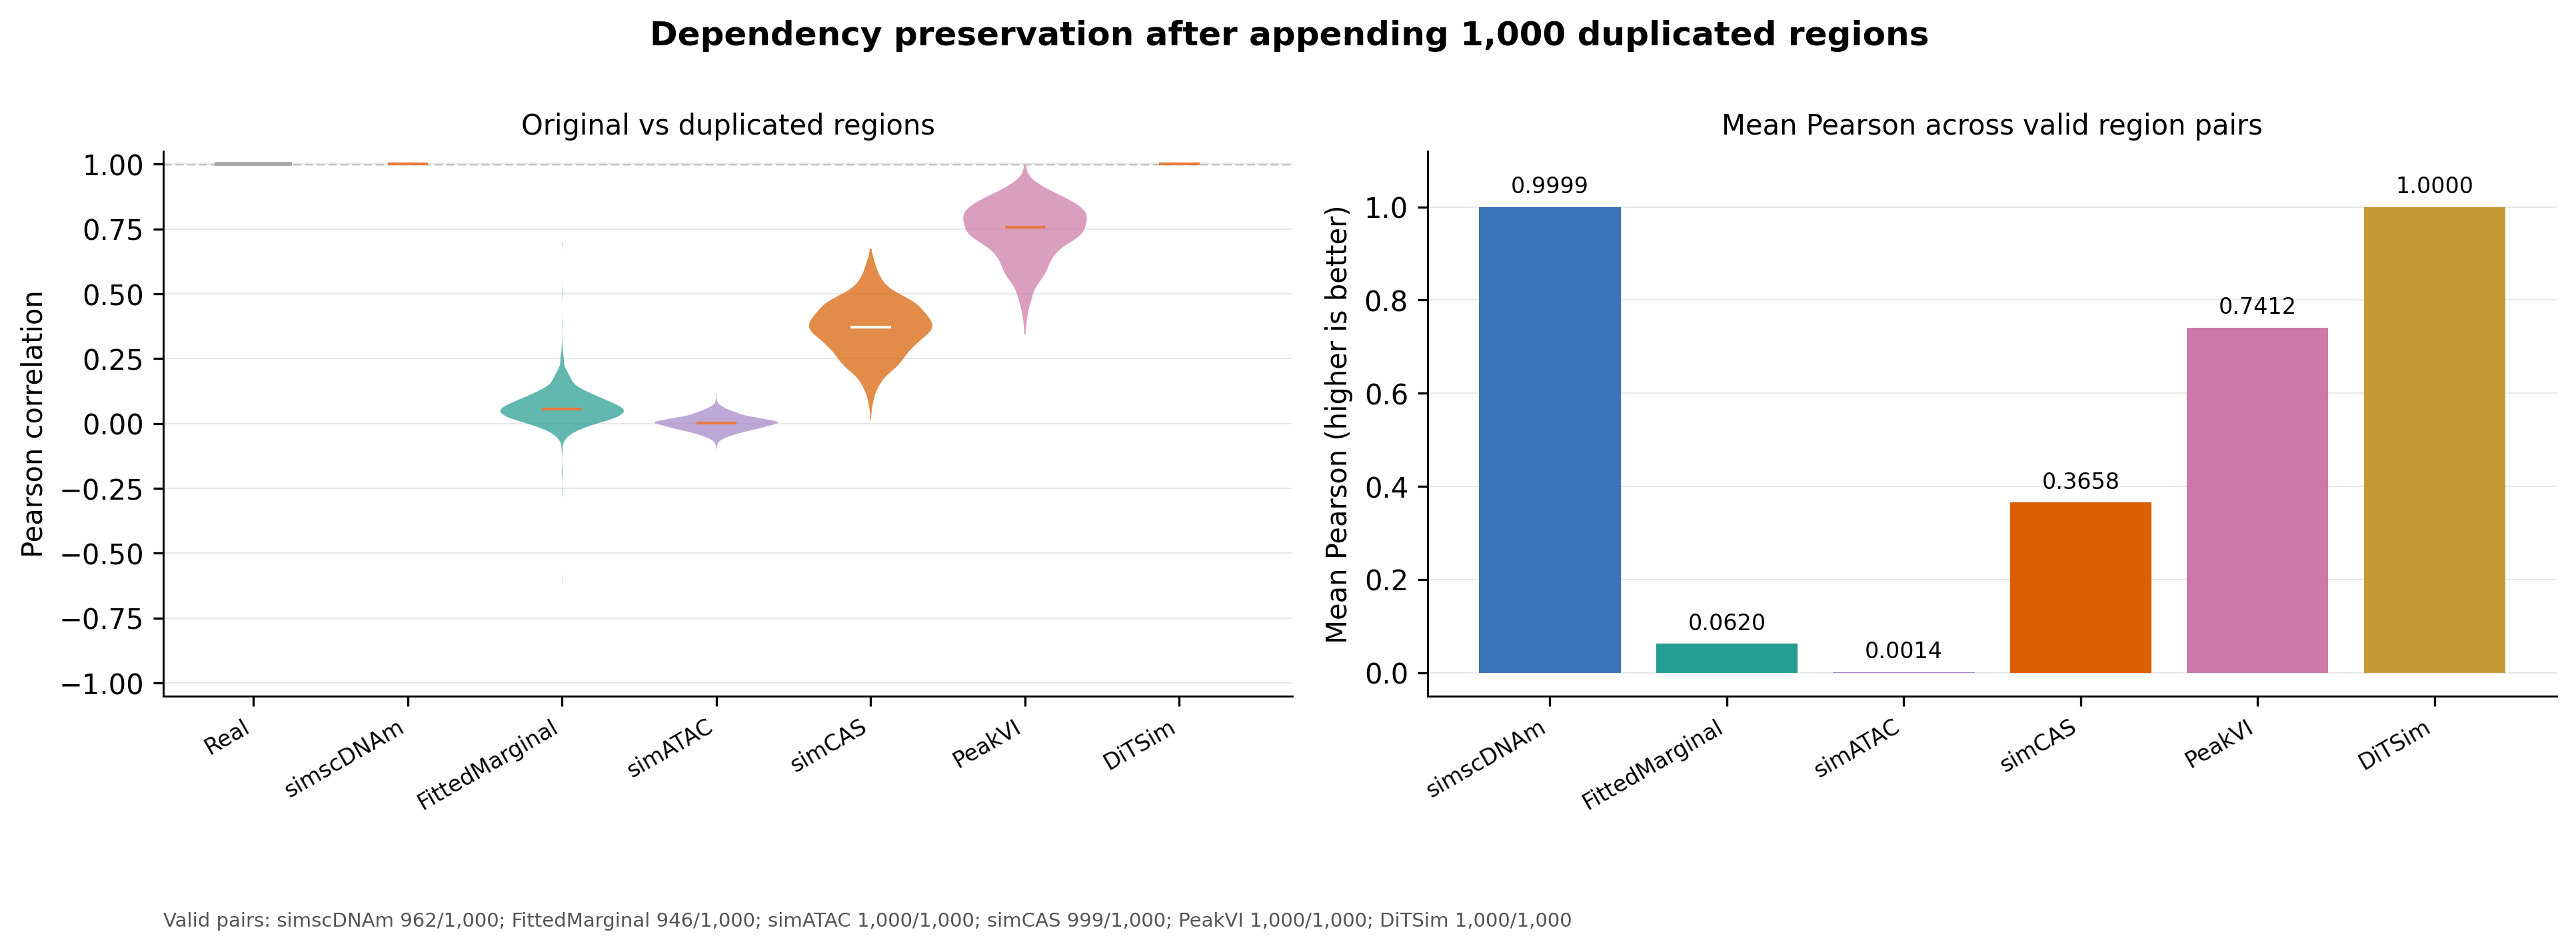 Dependency preservation after appending 1,000 duplicated regions
Original vs duplicated regions
Pearson correlation
1.00
0.75
0.50
0.25
0.00
−0.25
−0.50
−0.75
−1.00
Real
simscDNAm
FittedMarginal
simATAC
simCAS
PeakVI
DiTSim
Mean Pearson across valid region pairs
Mean Pearson (higher is better)
1.0
0.8
0.6
0.4
0.2
0.0
0.9999
0.0620
0.0014
0.3658
0.7412
1.0000
simscDNAm
FittedMarginal
simATAC
simCAS
PeakVI
DiTSim
Valid pairs: simscDNAm 962/1,000; FittedMarginal 946/1,000; simATAC 1,000/1,000; simCAS 999/1,000; PeakVI 1,000/1,000; DiTSim 1,000/1,000